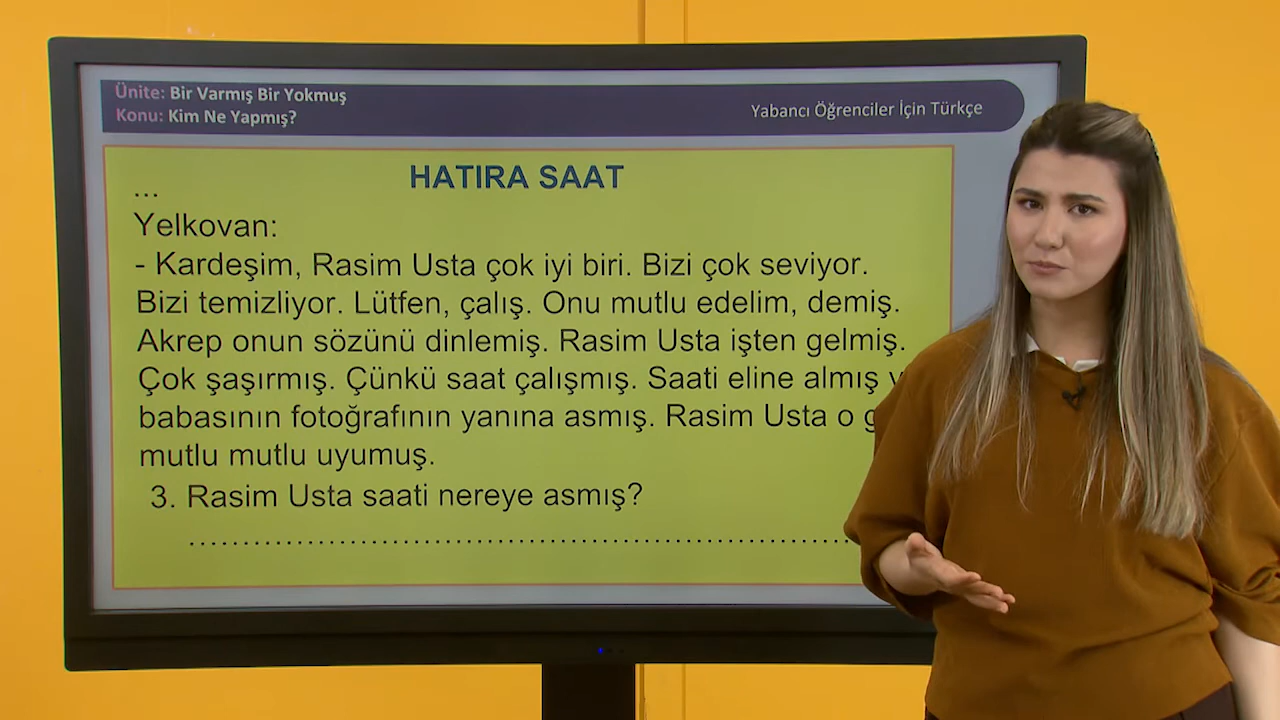 Ünite: Bir Varmış Bir Yokmuş
Konu: Kim Ne Yapmış?
Yabancı Öğrenciler İçin Türkçe
HATIRA SAAT
...
Yelkovan:
- Kardeşim, Rasim Usta çok iyi biri. Bizi çok seviyor.
Bizi temizliyor. Lütfen, çalış. Onu mutlu edelim, demiş.
Akrep onun sözünü dinlemiş. Rasim Usta işten gelmiş.
Çok şaşırmış. Çünkü saat çalışmış. Saati eline almış
babasının fotoğrafının yanına asmış. Rasim Usta o
mutlu mutlu uyumuş.
3. Rasim Usta saati nereye asmış?
..................................................................